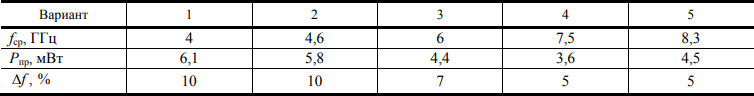 Вариант 1 2 3 4 5
fср, ГГц 4 4,6 6 7,5 8,3
Pпр, мВт 6,1 5,8 4,4 3,6 4,5
Δf, % 10 10 7 5 5